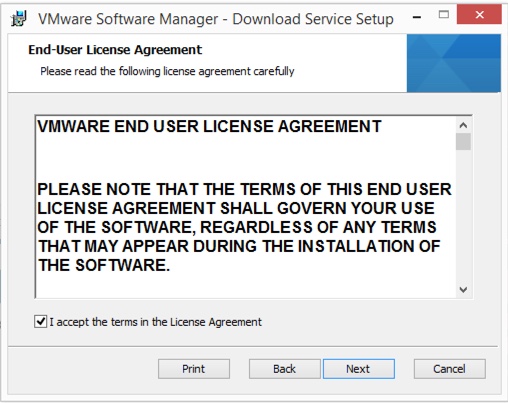 VMware Software Manager - Download Service Setup
End-User License Agreement
Please read the following license agreement carefully
VMWARE END USER LICENSE AGREEMENT
PLEASE NOTE THAT THE TERMS OF THIS END USER
LICENSE AGREEMENT SHALL GOVERN YOUR USE
OF THE SOFTWARE, REGARDLESS OF ANY TERMS
THAT MAY APPEAR DURING THE INSTALLATION OF
THE SOFTWARE.
I accept the terms in the License Agreement
Print Back Next Cancel